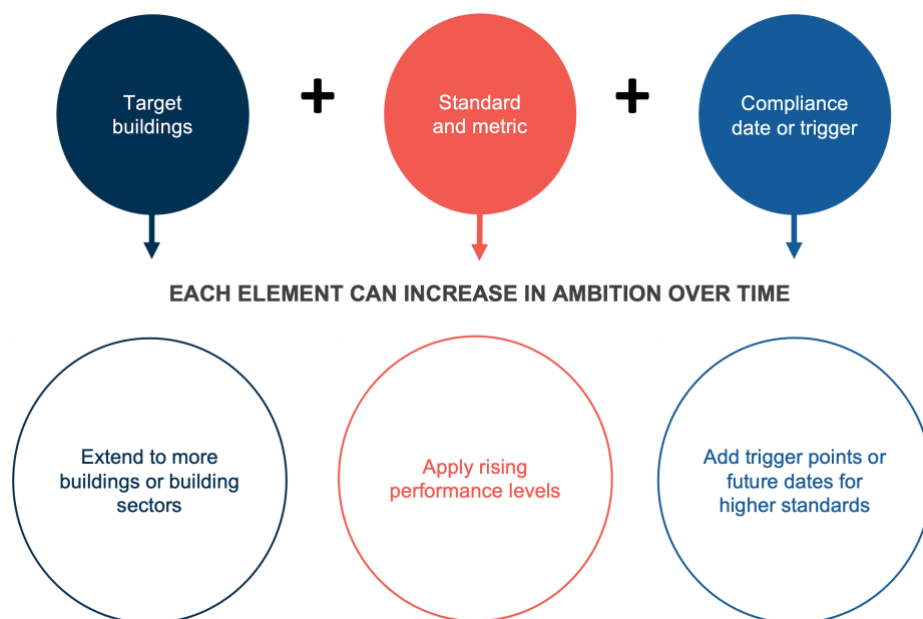 Target
buildings
+
Standard
and metric
+
Compliance
date or trigger
EACH ELEMENT CAN INCREASE IN AMBITION OVER TIME
Extend to more
buildings or building
sectors
Apply rising
performance levels
Add trigger points or
future dates for
higher standards